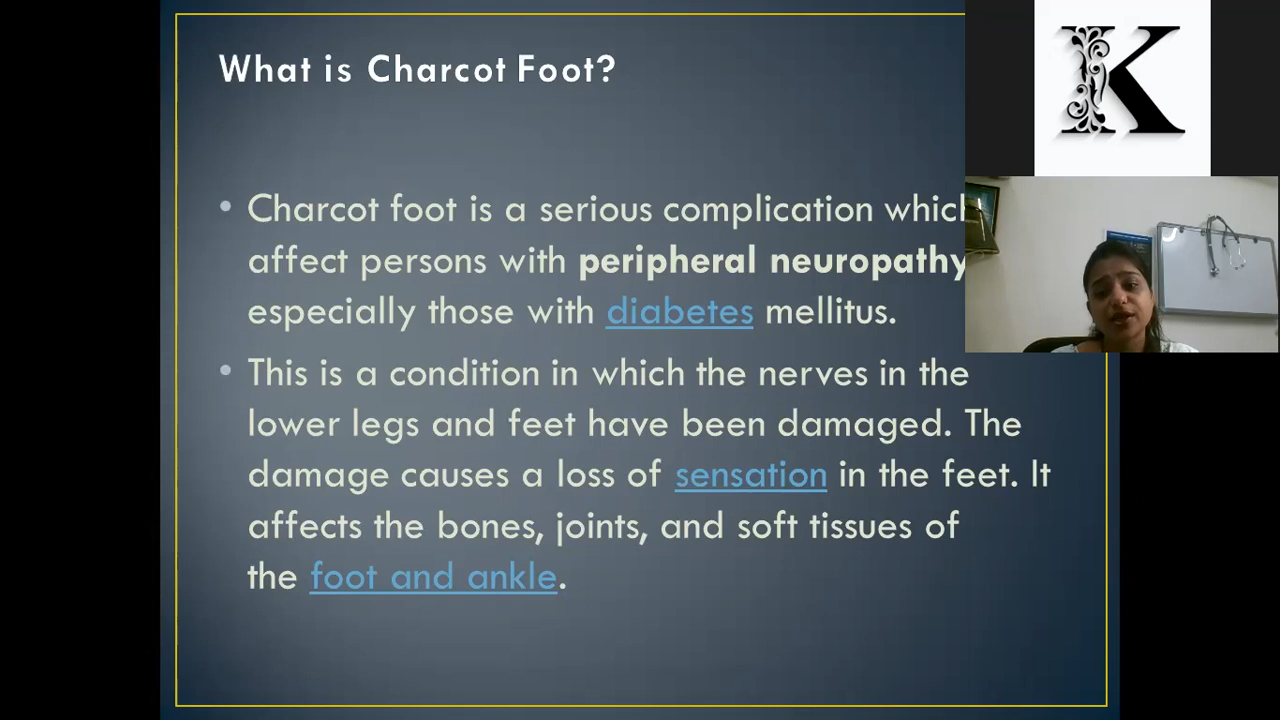 What is Charcot Foot?
• Charcot foot is a serious complication which
affect persons with peripheral neuropathy
especially those with diabetes mellitus.
• This is a condition in which the nerves in the
lower legs and feet have been damaged. The
damage causes a loss of sensation in the feet. It
affects the bones, joints, and soft tissues of
the foot and ankle.
K